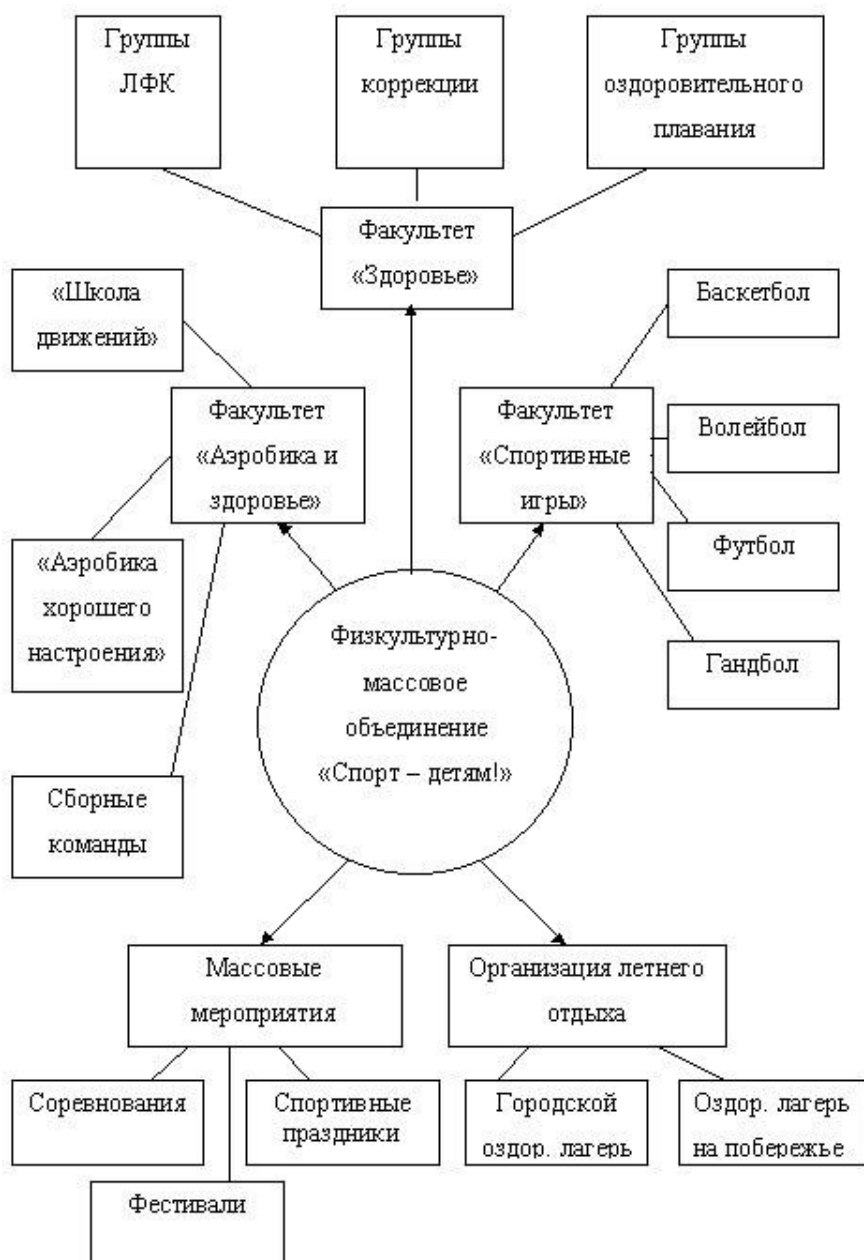 Группы
ЛФК
Группы
коррекции
Группы
оздоровительного
плавания
Факультет
«Здоровье»
«Школа
движений»
Баскетбол
Факультет
«Аэробика и
здоровье»
Факультет
«Спортивные
игры»
Волейбол
Футбол
«Аэробика
хорошего
настроения»
Гандбол
Физкультурно-
массовое
объединение
«Спорт – детям!»
Сборные
команды
Массовые
мероприятия
Организация летнего
отдыха
Соревнования
Спортивные
праздники
Городской
оздор. лагерь
Оздор. лагерь
на побережье
Фестивали